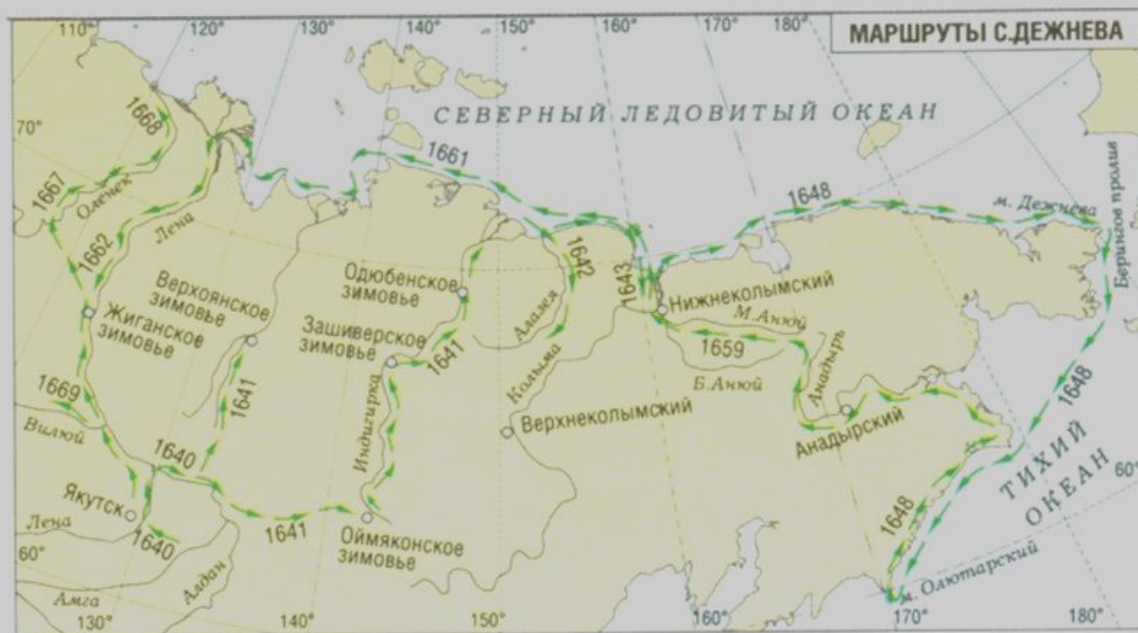 МАРШРУТЫ С.ДЕЖНЕВА
110°
120°
130°
140°
150°
160°
170°
180°
70°
СЕВЕРНЫЙ ЛЕДОВИТЫЙ ОКЕАН
1668
1661
1648
м. Дежнева
Берингов пролив
1667
Оленек
Лена
1662
1642
1643
Одюбенское
зимовье
Верхоянское
зимовье
Жиганское
зимовье
Зашиверское
зимовье
Алазея
Нижнеколымский
М.Анюй
1641
1659
Колыма
Б.Анюй
Анадырь
1648
1669
1641
Индигирка
Верхнеколымский
Анадырский
Вилюй
1640
ТИХИЙ
ОКЕАН
60°
Якутск
1648
Лена
1640
1641
Оймяконское
зимовье
60°
Алдан
м. Олютарский
Амга
130°
140°
150°
160°
170°
180°